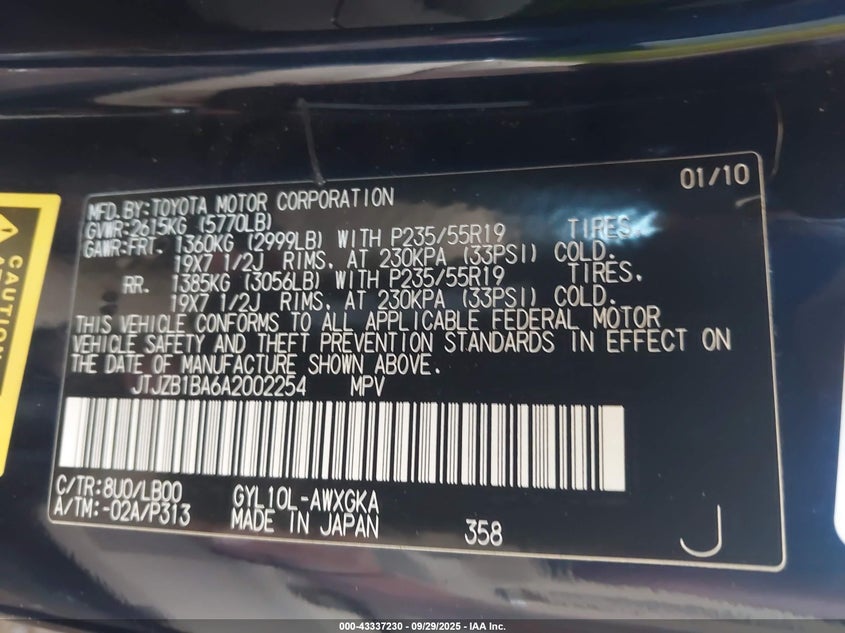 CAUTION
01/10
MFD.BY:TOYOTA MOTOR CORPORATION
GVWR:2615KG (5770LB)
GAWR:FRT. 1360KG (2999LB) WITH P235/55R19 TIRES,
19X7 1/2J RIMS, AT 230KPA (33PSI) COLD.
RR. 1385KG (3056LB) WITH P235/55R19 TIRES,
19X7 1/2J RIMS, AT 230KPA (33PSI) COLD.
THIS VEHICLE CONFORMS TO ALL APPLICABLE FEDERAL MOTOR
VEHICLE SAFETY AND THEFT PREVENTION STANDARDS IN EFFECT ON
THE DATE OF MANUFACTURE SHOWN ABOVE.
JTJZB1BA6A2002254 MPV
C/TR:8U0/LB00 GYL10L-AWXGKA
A/TM:-02A/P313 MADE IN JAPAN 358 J
000-43337230 - 09/29/2025 - IAA Inc.